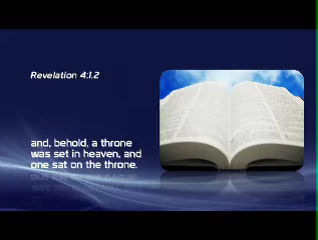 Revelation 4:1,2
and, behold, a throne
was set in heaven, and
one sat on the throne.